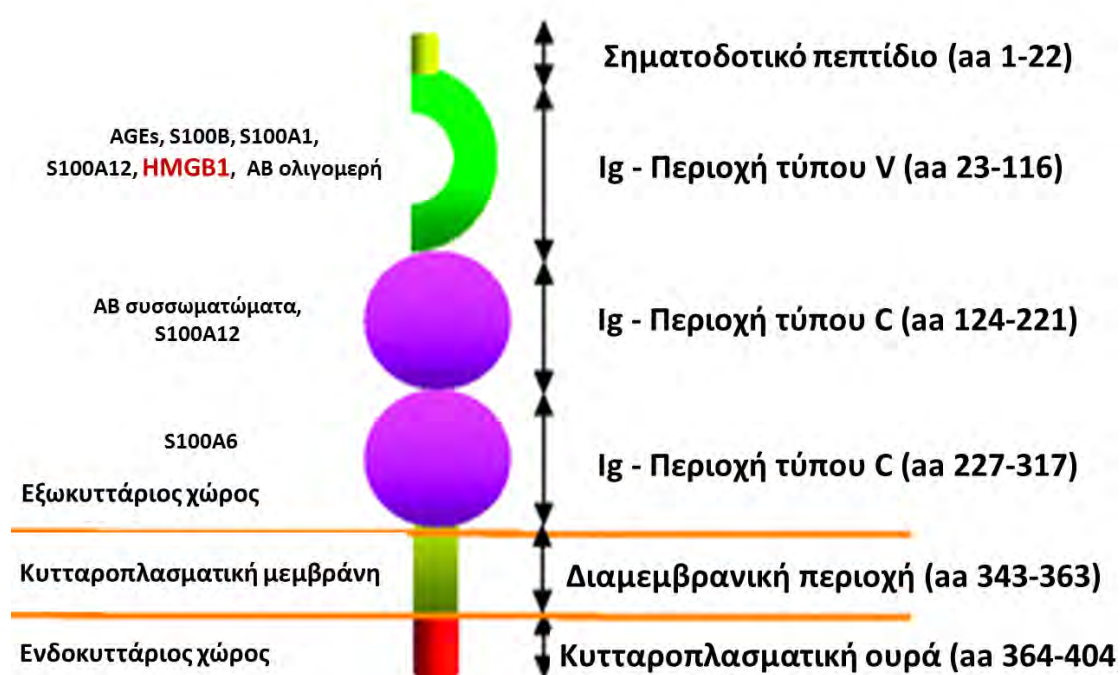 Σηματοδοτικό πεπτίδιο (aa 1-22)
AGEs, S100B, S100A1,
S100A12, HMGB1, ΑΒ ολιγομερή
Ig - Περιοχή τύπου V (aa 23-116)
ΑΒ συσσωματώματα,
S100A12
Ig - Περιοχή τύπου C (aa 124-221)
S100A6
Ig - Περιοχή τύπου C (aa 227-317)
Εξωκυττάριος χώρος
Κυτταροπλασματική μεμβράνη
Διαμεμβρανική περιοχή (aa 343-363)
Ενδοκυττάριος χώρος
Κυτταροπλασματική ουρά (aa 364-404